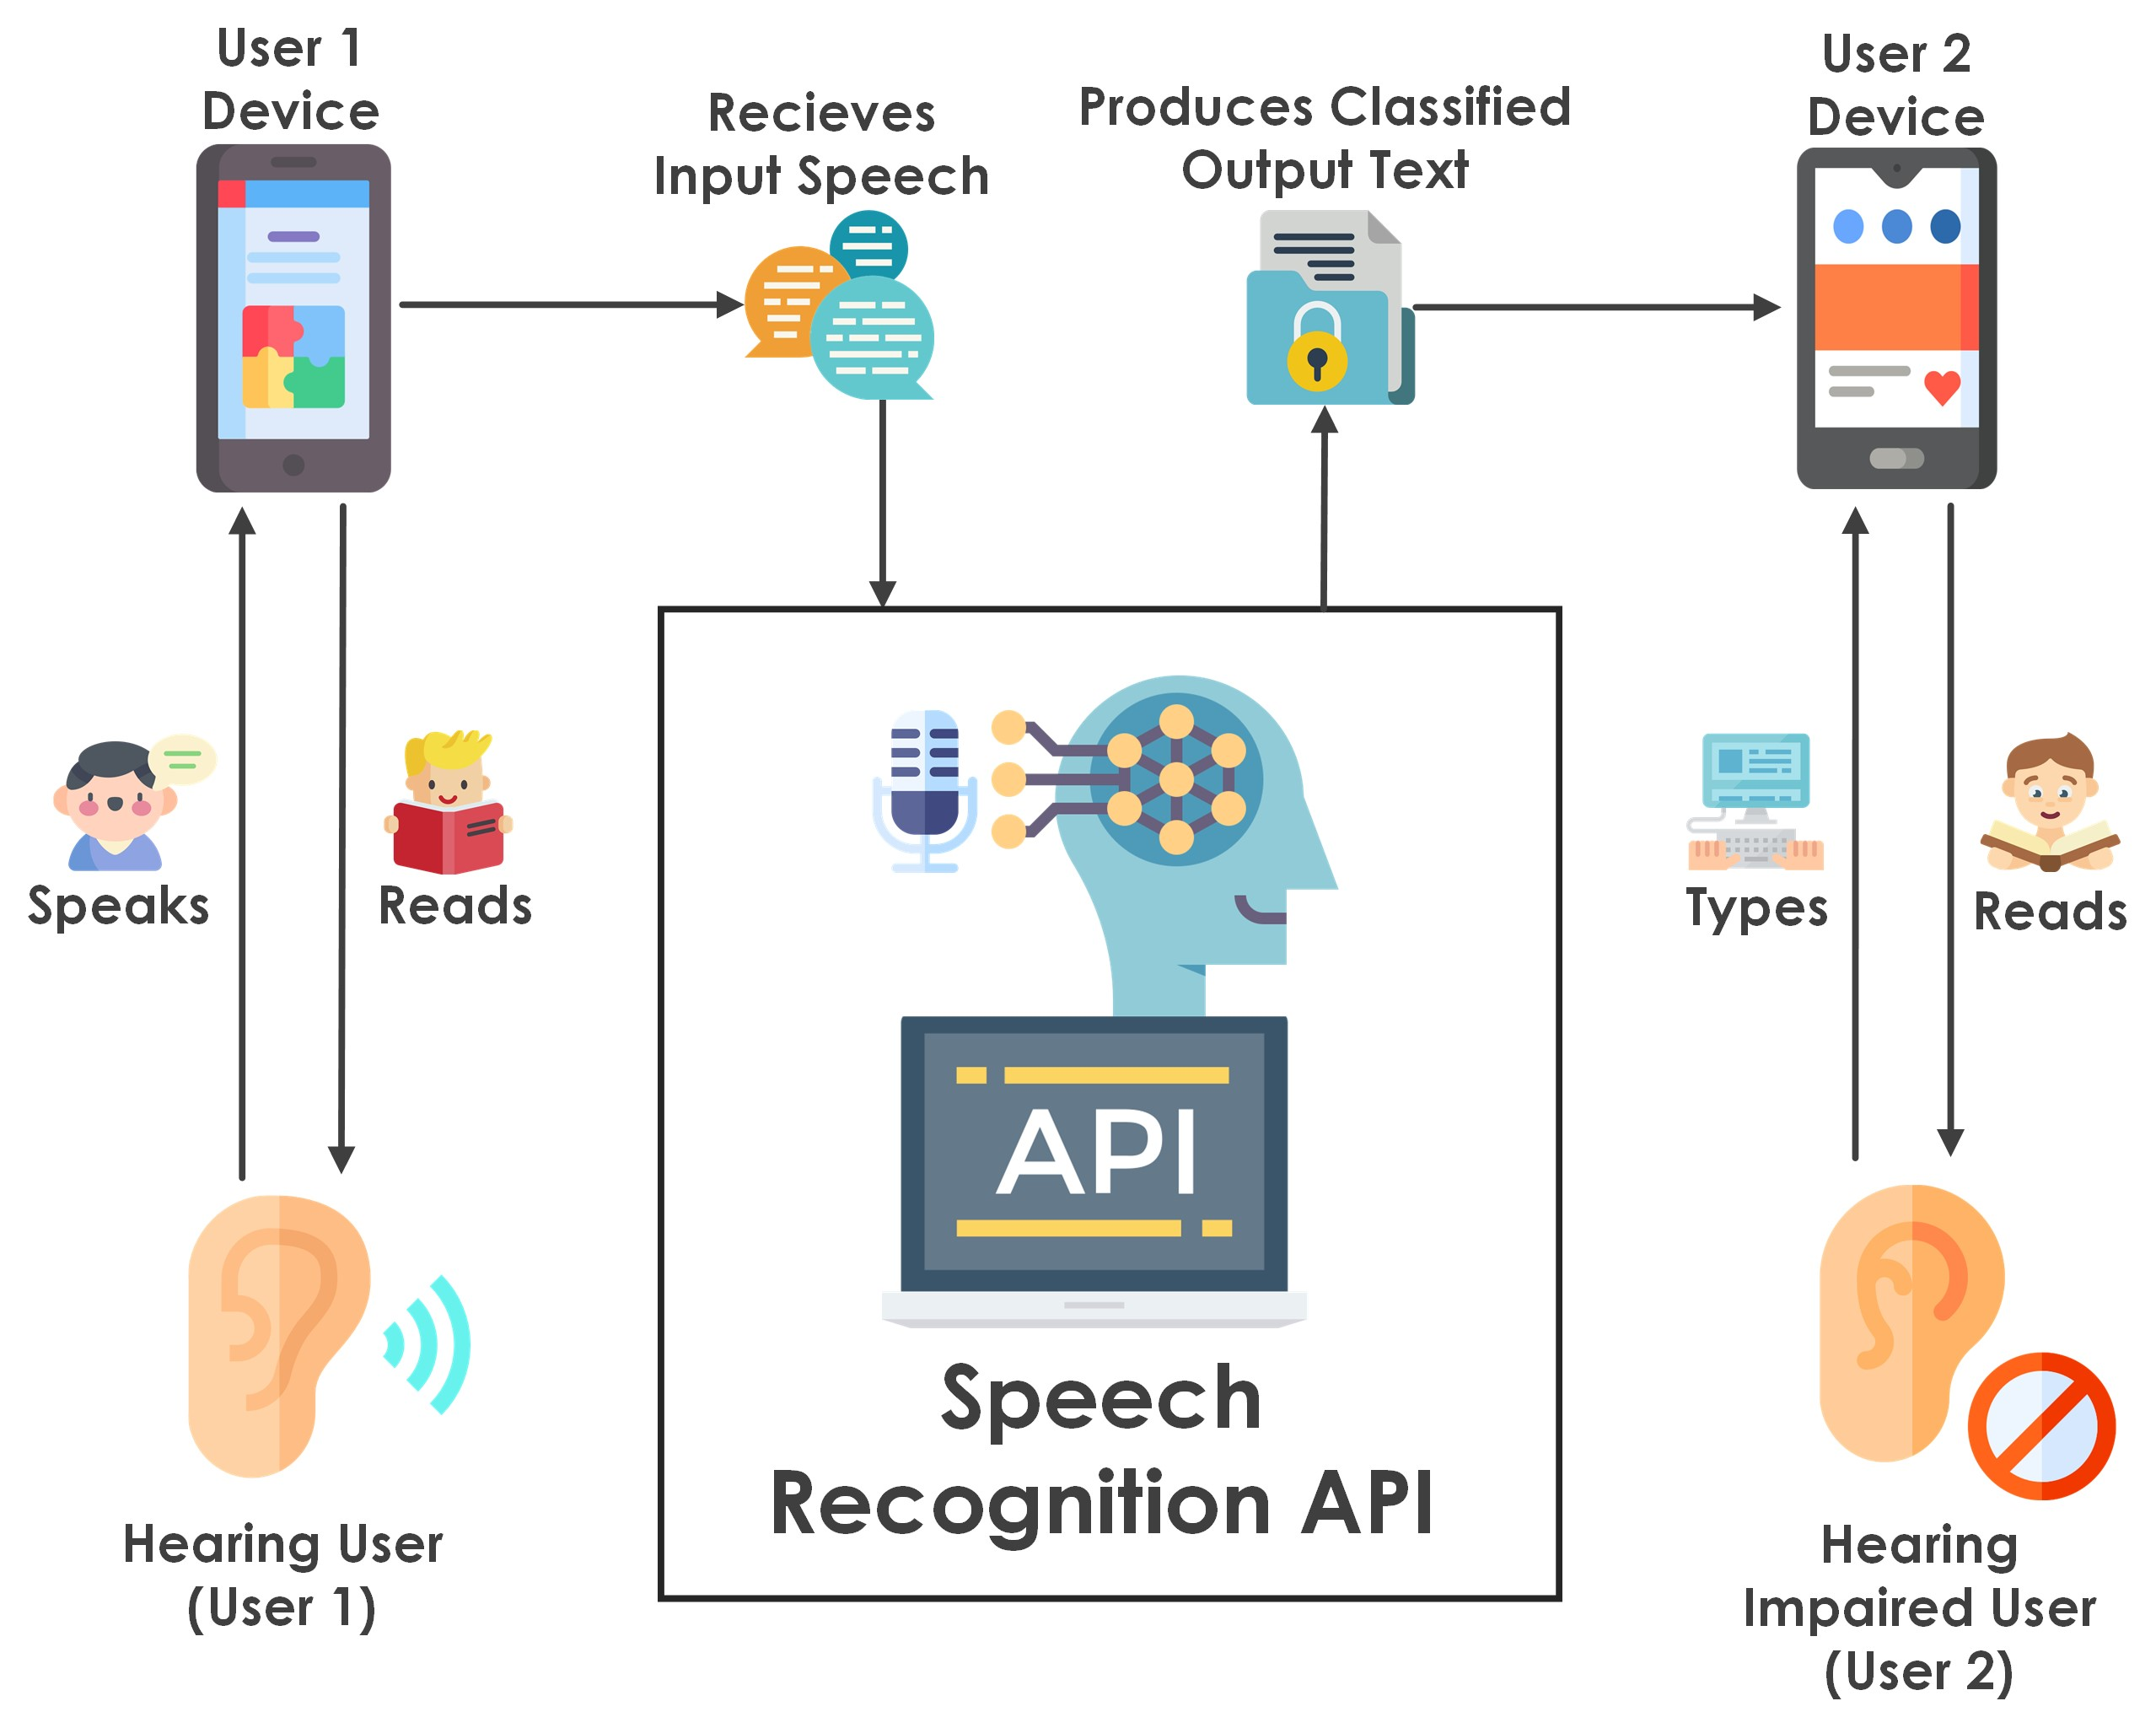 User 1
Device
Recieves
Input Speech
Produces Classified
Output Text
User 2
Device
Speaks
Reads
Types
Reads
API
Speech
Recognition API
Hearing User
(User 1)
Hearing
Impaired User
(User 2)